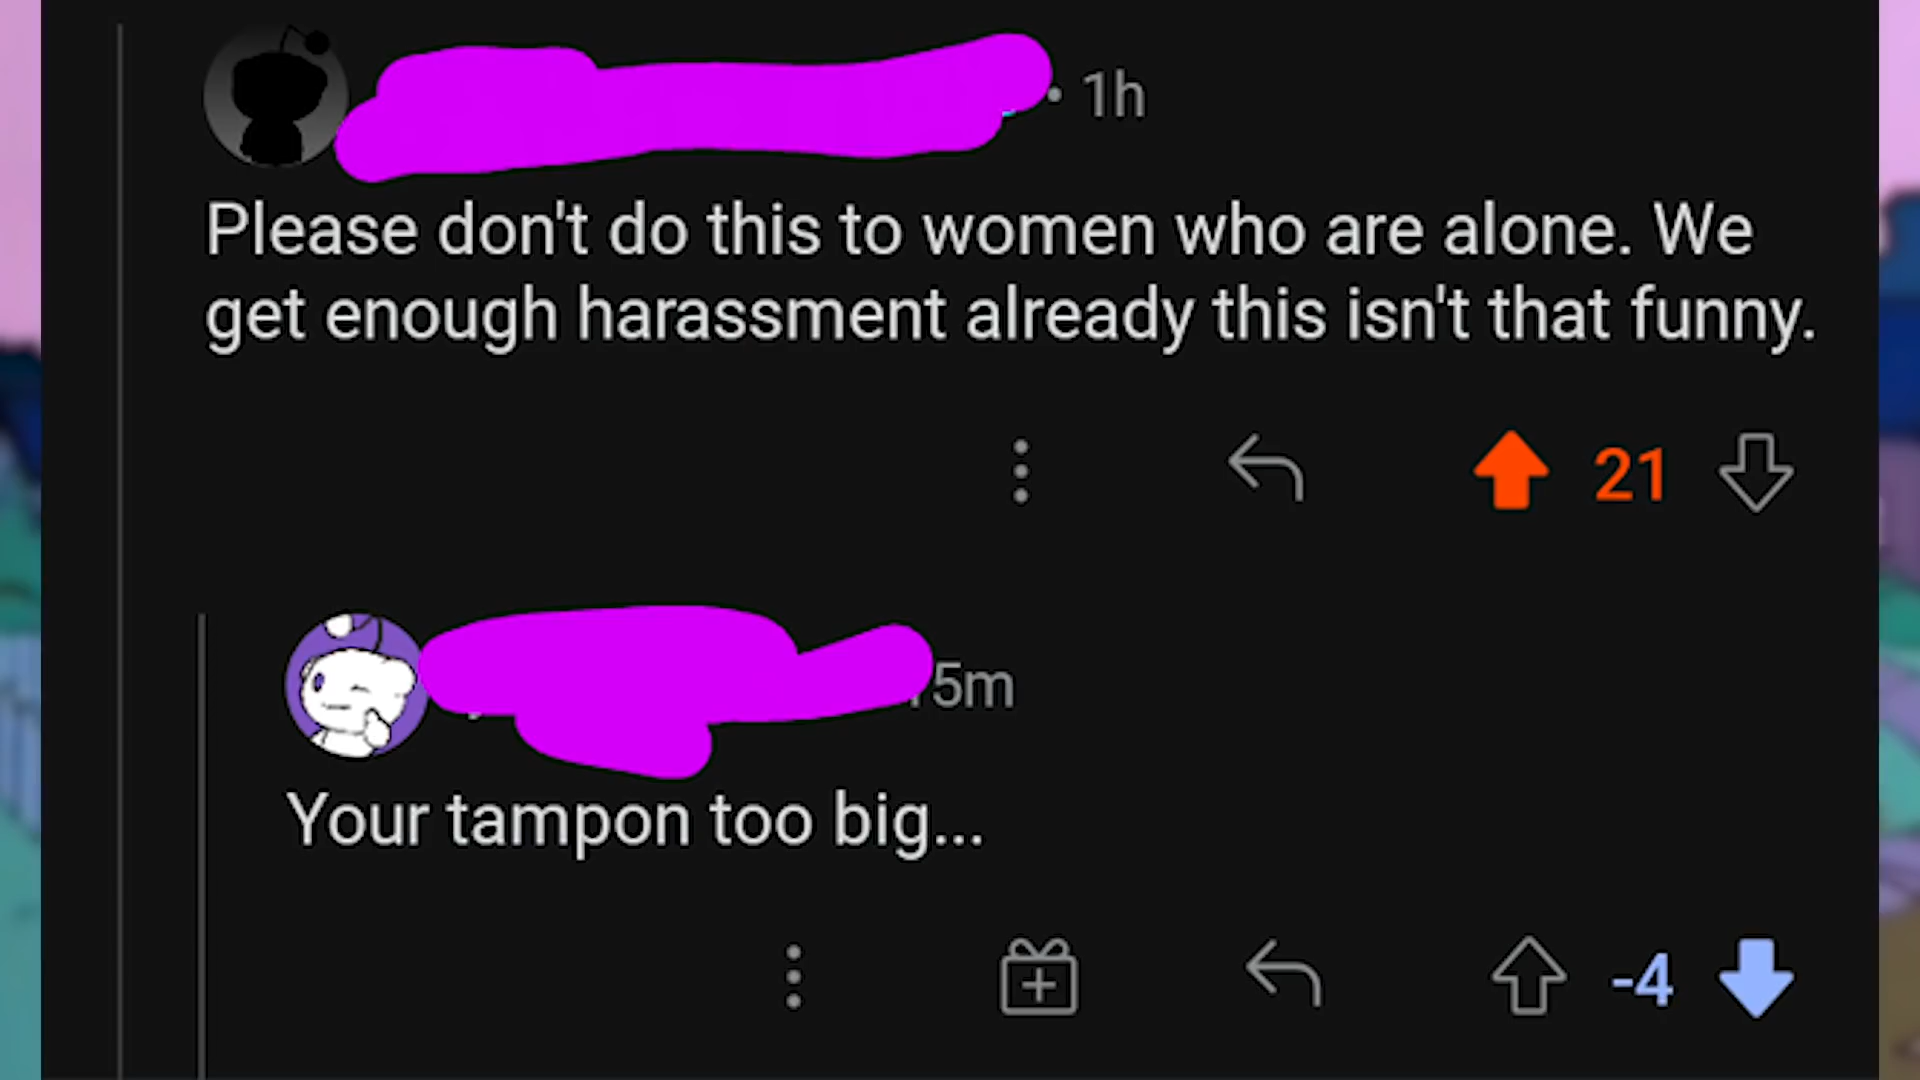 • 1h
Please don't do this to women who are alone. We
get enough harassment already this isn't that funny.
21
5m
Your tampon too big...
-4